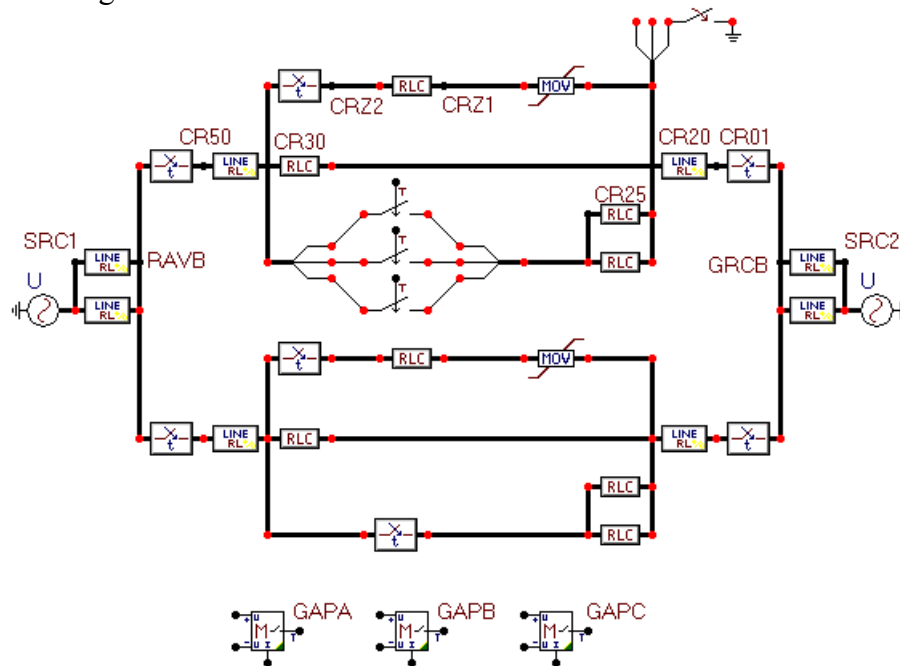 MOV
RLC
CRZ2
CRZ1
CR50
CR30
CR20
CR01
LINE
RL
RLC
LINE
RL
t
t
T
CR25
RLC
SRC1
LINE
RL
RAVB
T
GRCB
LINE
RL
SRC2
U
LINE
RL
RLC
LINE
RL
U
T
t
RLC
MOV
t
LINE
RL
RLC
LINE
RL
t
RLC
t
RLC
GAPA
GAPB
GAPC
U
M
T
U I
U
M
T
U I
U
M
T
U I